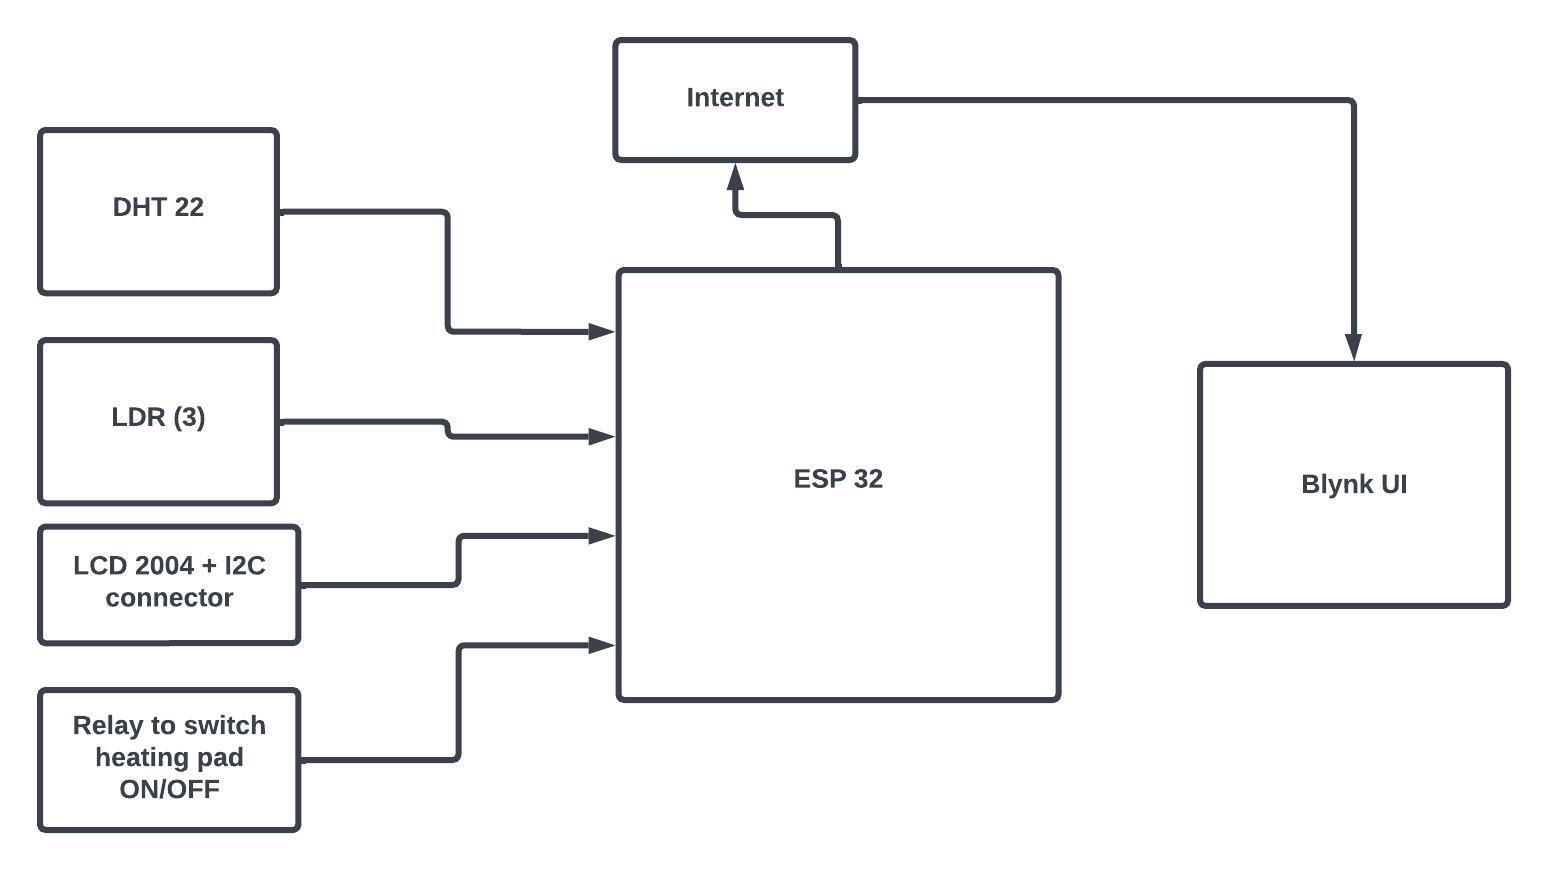 Internet
DHT 22
LDR (3)
ESP 32
Blynk UI
LCD 2004 + I2C
connector
Relay to switch
heating pad
ON/OFF